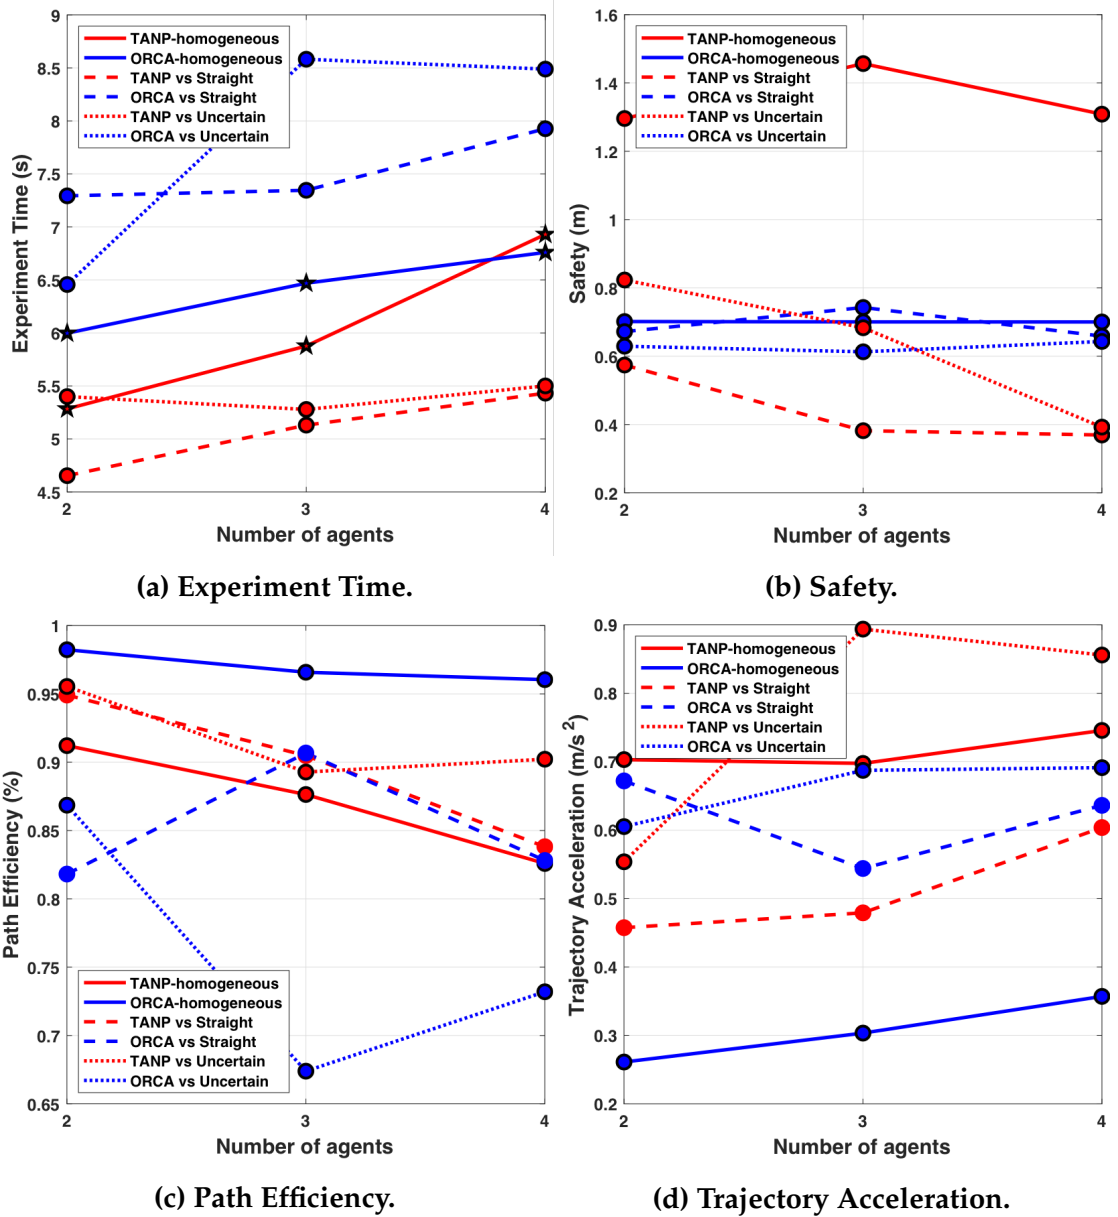 9
8.5
8
7.5
7
6.5
6
5.5
5
4.5
Experiment Time (s)
TANP-homogeneous
ORCA-homogeneous
TANP vs Straight
ORCA vs Straight
TANP vs Uncertain
ORCA vs Uncertain
2 3 4
Number of agents
(a) Experiment Time.
1.6
1.4
1.2
1
0.8
0.6
0.4
0.2
Safety (m)
TANP-homogeneous
ORCA-homogeneous
TANP vs Straight
ORCA vs Straight
TANP vs Uncertain
ORCA vs Uncertain
2 3 4
Number of agents
(b) Safety.
1
0.95
0.9
0.85
0.8
0.75
0.7
0.65
Path Efficiency (%)
TANP-homogeneous
ORCA-homogeneous
TANP vs Straight
ORCA vs Straight
TANP vs Uncertain
ORCA vs Uncertain
2 3 4
Number of agents
(c) Path Efficiency.
0.9
0.8
0.7
0.6
0.5
0.4
0.3
0.2
Trajectory Acceleration (m/s²)
TANP-homogeneous
ORCA-homogeneous
TANP vs Straight
ORCA vs Straight
TANP vs Uncertain
ORCA vs Uncertain
2 3 4
Number of agents
(d) Trajectory Acceleration.